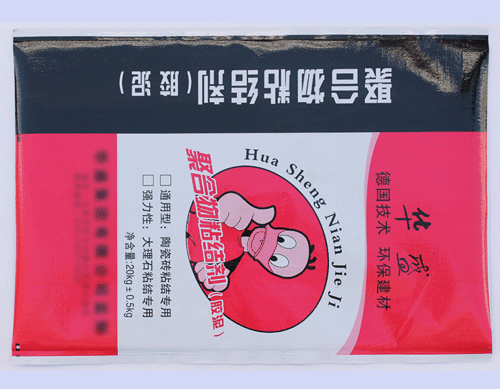 聚合物粘结剂(胶泥)
华盛
德国技术 环保建材
Hua Sheng Nian Jie Ji
聚合物粘结剂(胶泥)
□通用型:陶瓷砖粘结专用
□强力性:大理石粘结专用
净含量:20kg±0.5kg